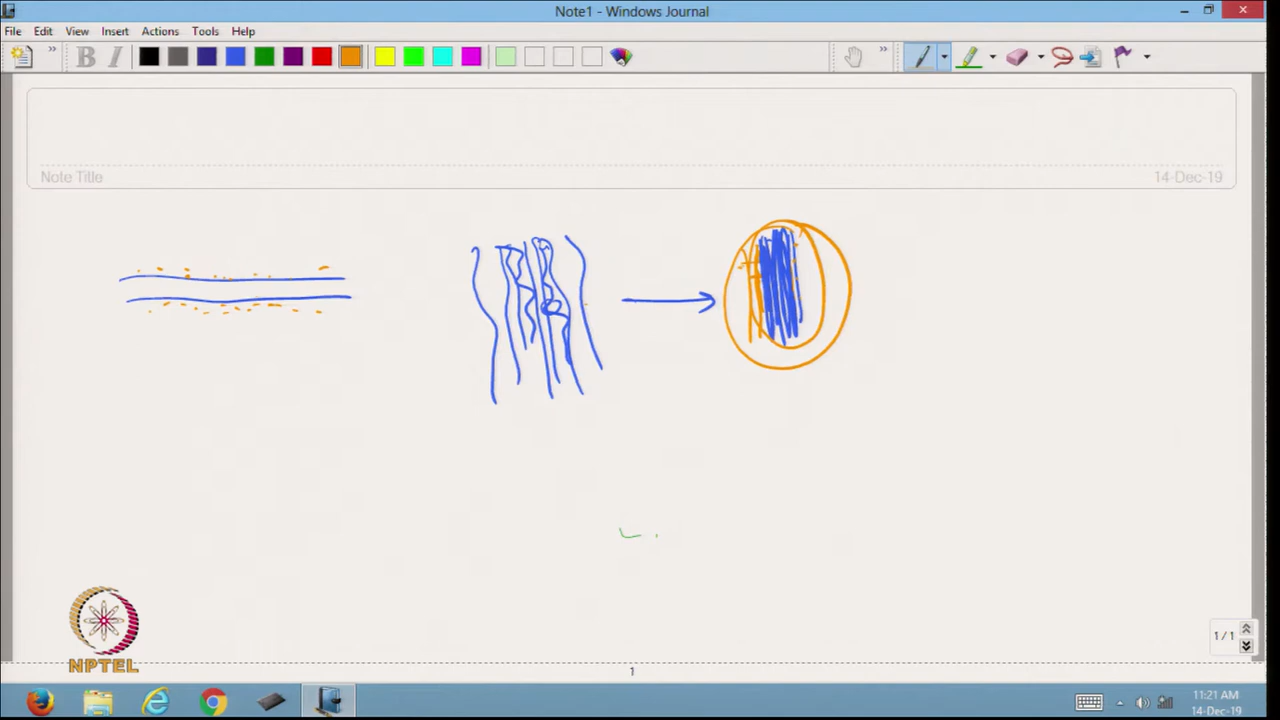 Note1 - Windows Journal
File Edit View Insert Actions Tools Help
B I
Note Title
14-Dec-19
NPTEL
1 / 1
1
11:21 AM
14-Dec-19